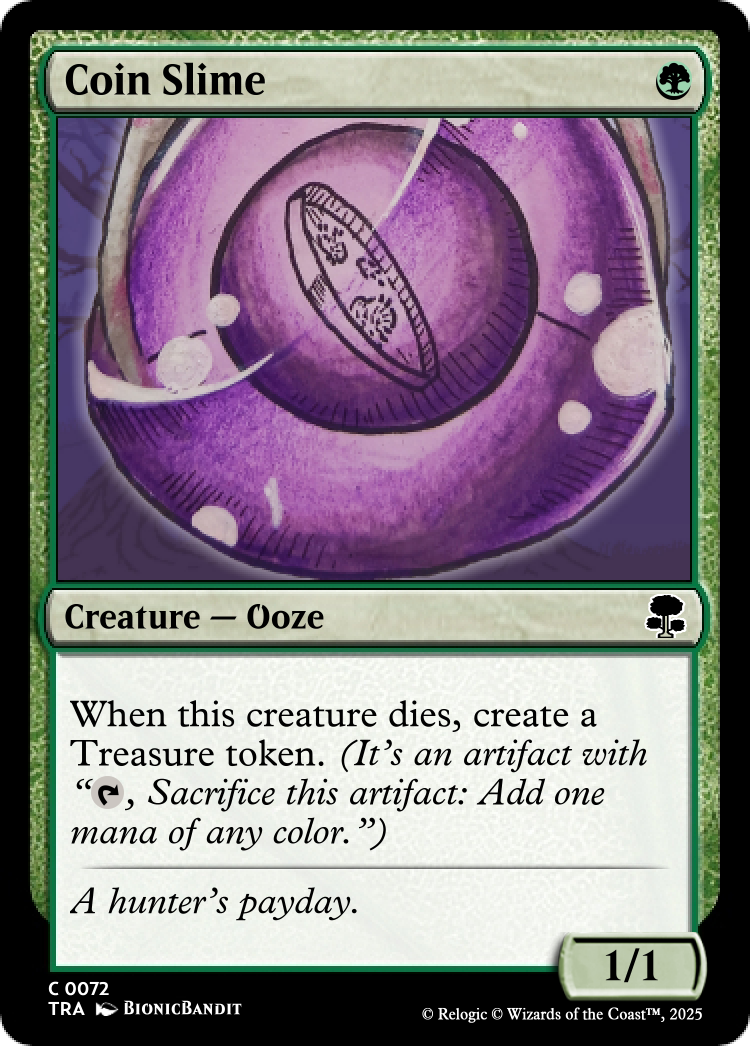 Coin Slime
Creature — Ooze
When this creature dies, create a
Treasure token. (It's an artifact with
“, Sacrifice this artifact: Add one
mana of any color.”)
A hunter's payday.
1/1
C 0072
TRA BionicBandit
© Relogic © Wizards of the Coast™, 2025